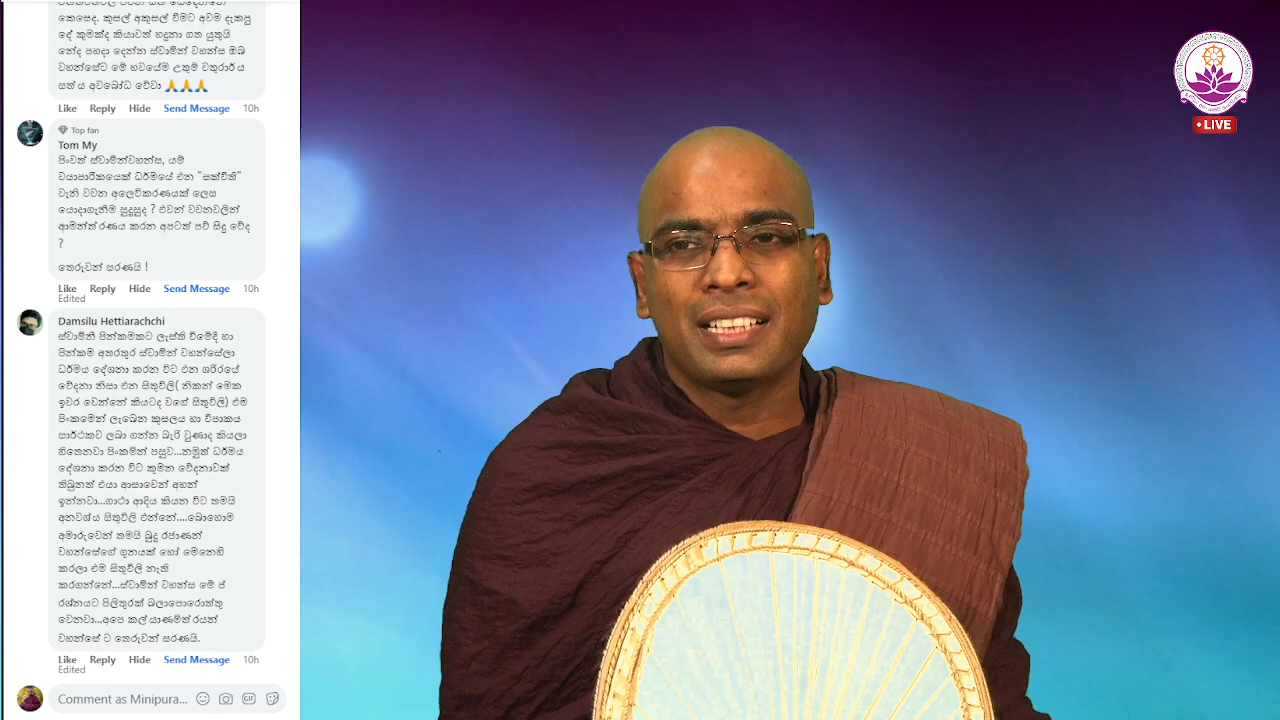 කෙසෙද. කුසල් අකුසල් වීමට අවම දැකපු
දේ කුමක්ද කියාවත් හදුනා ගත යුතුයි
නේද පහදා දෙන්න ස්වාමින් වහන්ස ඔබ
වහන්සේට මේ භවයේම උතුම් චතුරාර්ය
සත්ය අවබෝධ වේවා 🙏🙏🙏
Like Reply Hide Send Message 10h
Top fan
Tom My
පිංවත් ස්වාමීන්වහන්ස, යම්
ව්යාපාරිකයෙක් ධර්මයේ එන "සක්විති"
වැනි වචන අලෙවිකරණයක් ලෙස
යොදාගැනීම සුදුසුද ? එවන් වචනවලින්
ආමන්ත්රණය කරන අපටත් පව් සිදු වේද
?
තෙරුවන් සරණයි !
Like Reply Hide Send Message 10h
Edited
Damsilu Hettiarachchi
ස්වාමිනී පින්කමකට ලැස්ති වීමේදී හා
පින්කම අතරතුර ස්වාමින් වහන්සේලා
ධර්මය දේශනා කරන විට එන ශරීරයේ
වේදනා නිසා එන සිතුවිලි( නිකන් මේක
ඉවර වෙන්නේ කීයටද වගේ සිතුවිලි) එම
පිංකමෙන් ලැබෙන කුසලය හා විපාකය
සාර්ථකව ලබා ගන්න බැරි වුණාද කියලා
හිතෙනවා පිංකමින් පසුව...නමුත් ධර්මය
දේශනා කරන විට කුමන වේදනාවක්
තිබුනත් එයා ආසාවෙන් අහන්
ඉන්නවා...ගාථා ආදිය කියන විට තමයි
අනවශ්ය සිතුවිලි එන්නේ....බොහොම
අමාරුවෙන් තමයි බුදු රජාණන්
වහන්සේගේ ගුනයක් හෝ මෙනෙහි
කරලා එම සිතුවිලි නැති
කරගන්නේ...ස්වාමින් වහන්ස මේ ප්
රශ්නයට පිලිතුරක් බලාපොරොත්තු
වෙනවා...අපෙ කල්යාණමිත්රයන්
වහන්සේ ට තෙරුවන් සරණයි.
Like Reply Hide Send Message 10h
Edited
Comment as Minipura...
GIF
• LIVE